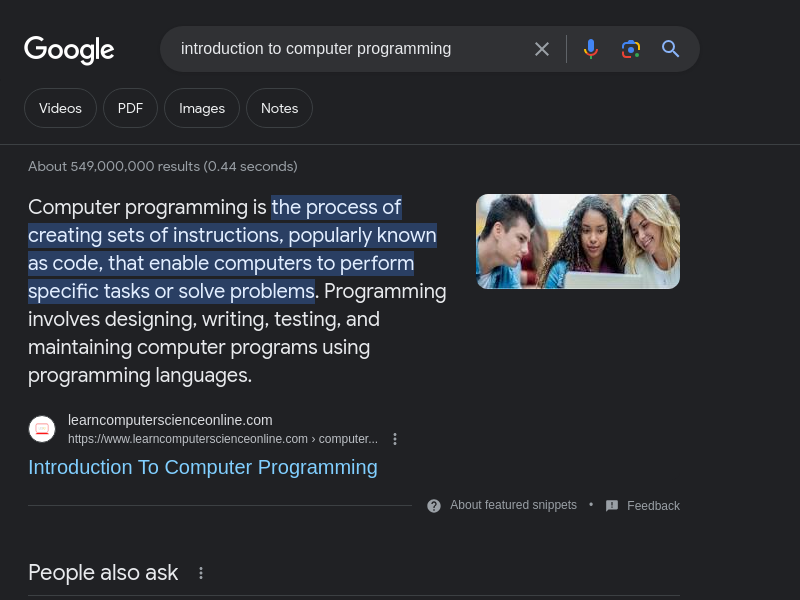 Google
introduction to computer programming
Videos
PDF
Images
Notes
About 549,000,000 results (0.44 seconds)
Computer programming is the process of
creating sets of instructions, popularly known
as code, that enable computers to perform
specific tasks or solve problems. Programming
involves designing, writing, testing, and
maintaining computer programs using
programming languages.
learncomputerscienceonline.com
https://www.learncomputerscienceonline.com › computer...
Introduction To Computer Programming
About featured snippets • Feedback
People also ask